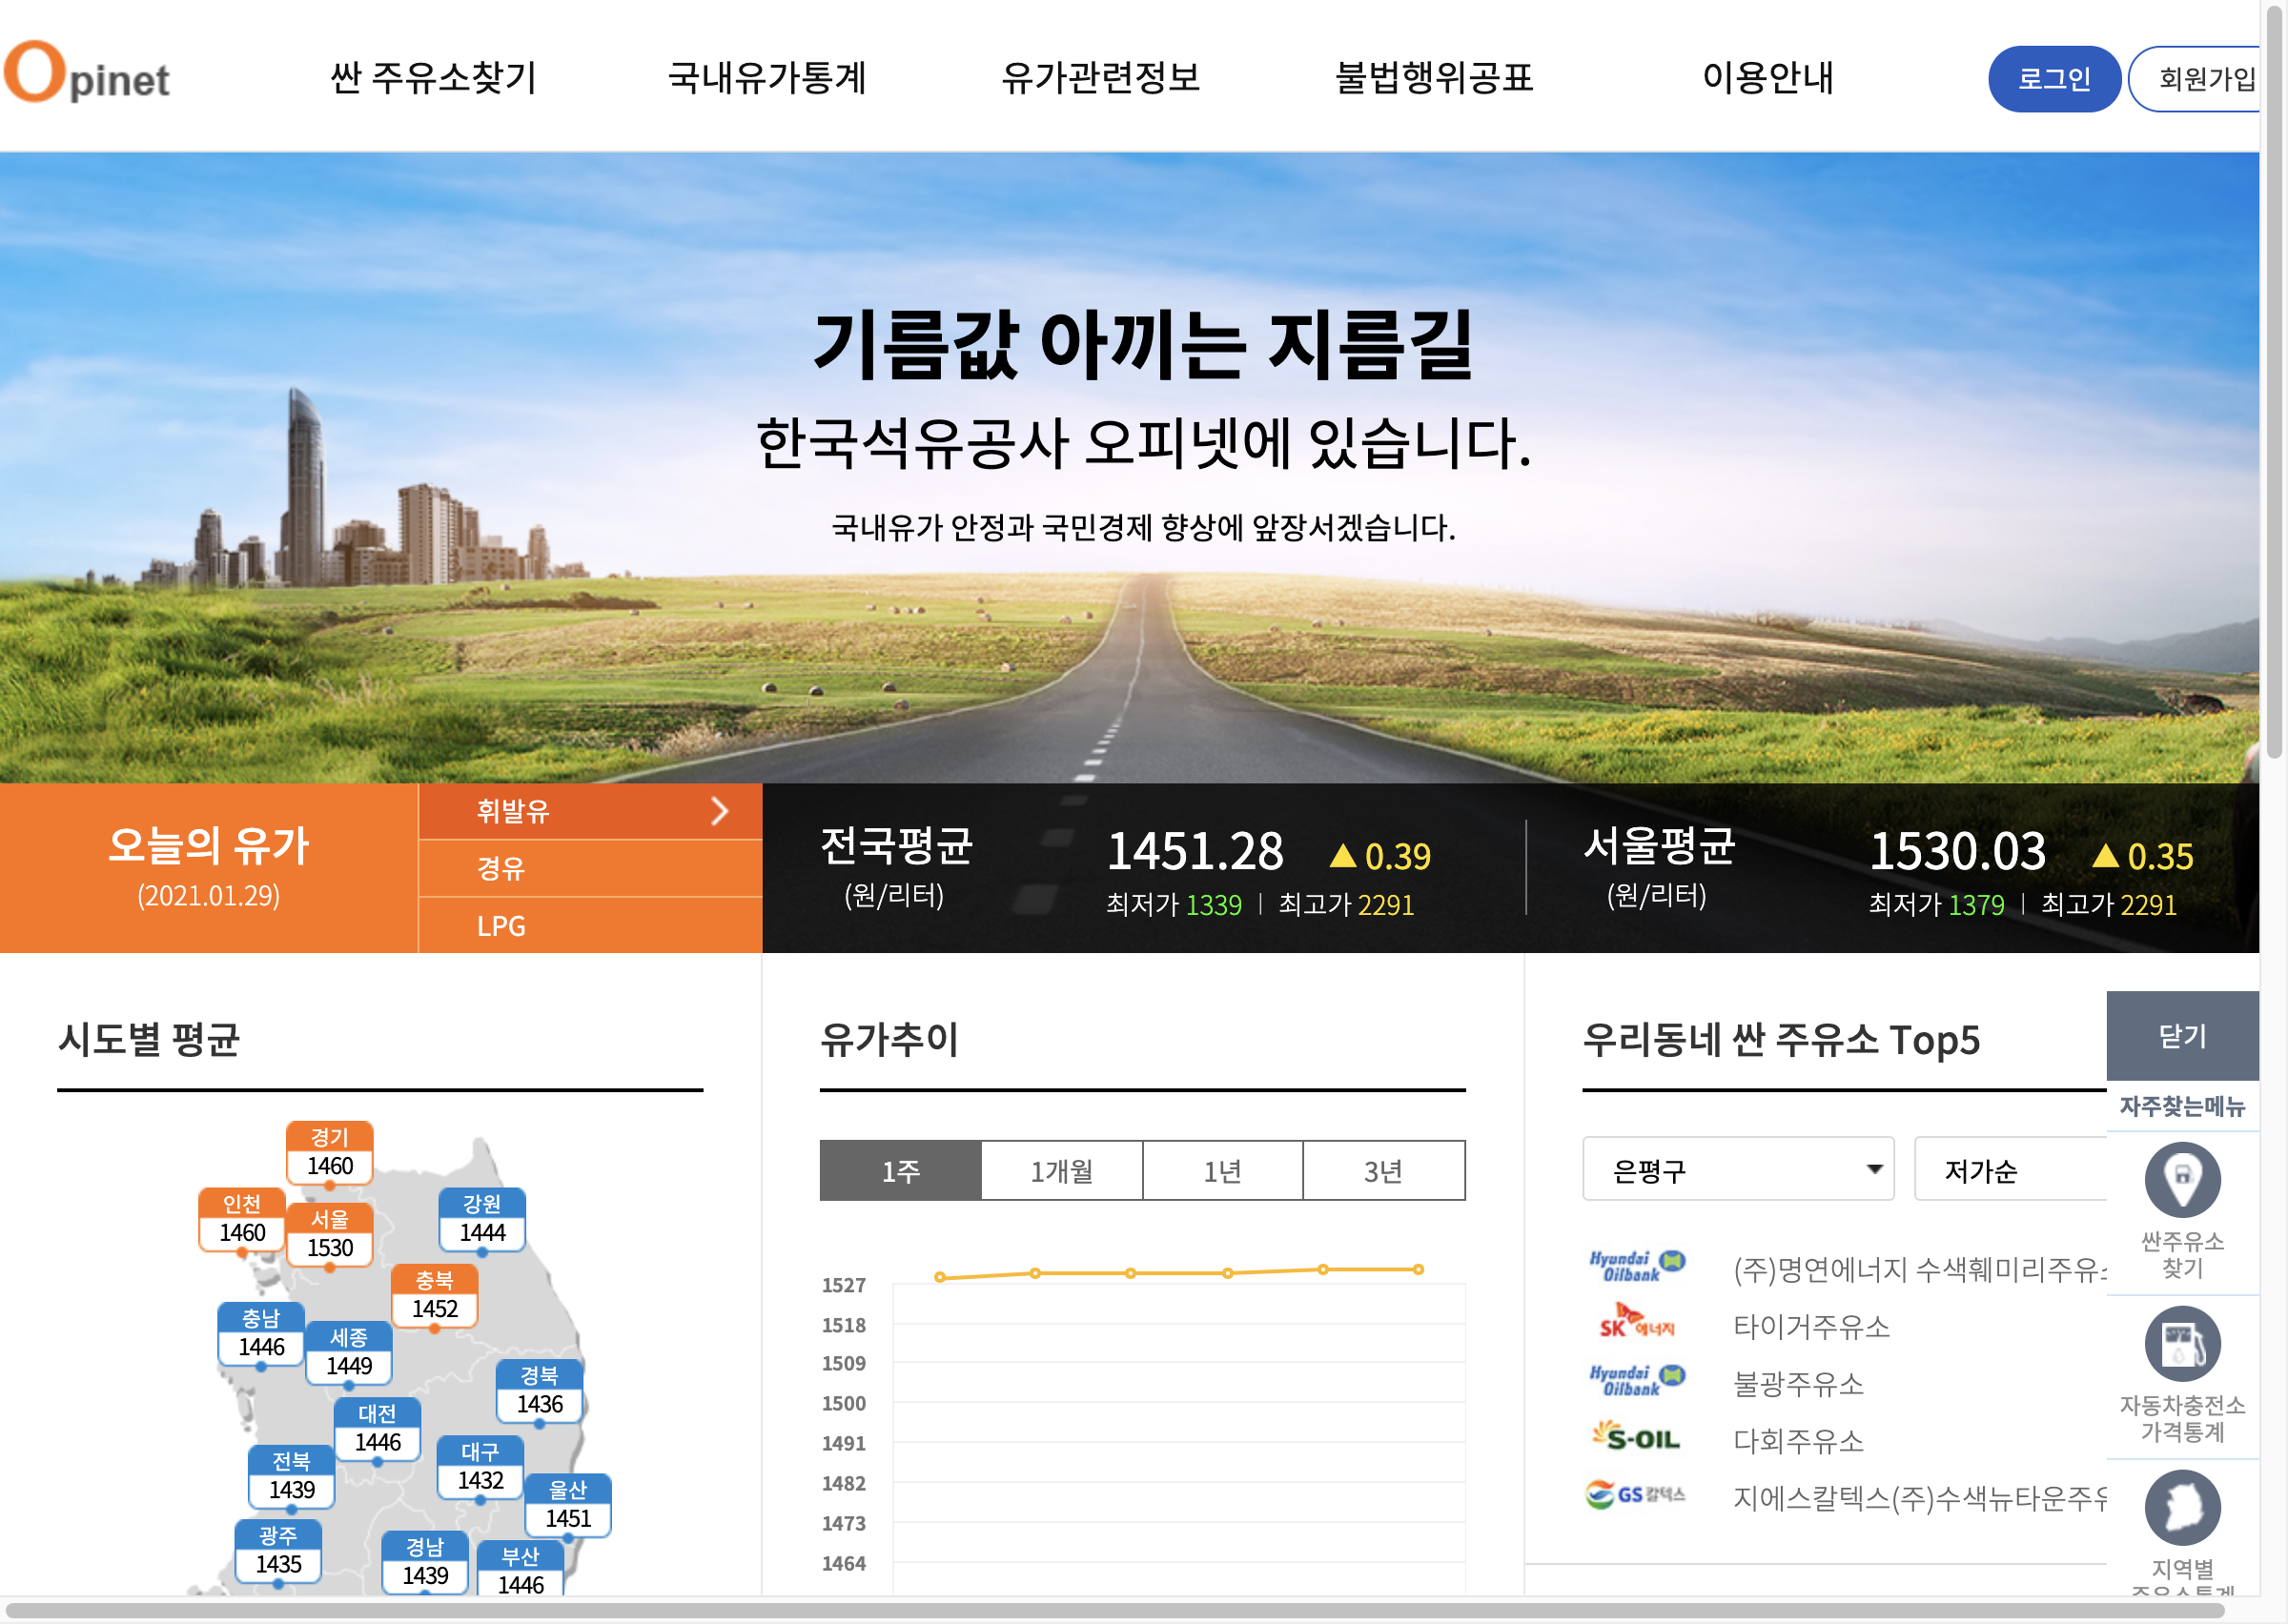 Opinet
싼 주유소찾기
국내유가통계
유가관련정보
불법행위공표
이용안내
로그인
회원가입
기름값 아끼는 지름길
한국석유공사 오피넷에 있습니다.
국내유가 안정과 국민경제 향상에 앞장서겠습니다.
오늘의 유가
(2021.01.29)
휘발유
경유
LPG
전국평균
(원/리터)
1451.28 ▲0.39
최저가 1339 | 최고가 2291
서울평균
(원/리터)
1530.03 ▲0.35
최저가 1379 | 최고가 2291
시도별 평균
경기
1460
인천
1460
서울
1530
강원
1444
충북
1452
충남
1446
세종
1449
경북
1436
대전
1446
대구
1432
전북
1439
울산
1451
광주
1435
경남
1439
부산
1446
유가추이
1주 1개월 1년 3년
1527
1518
1509
1500
1491
1482
1473
1464
우리동네 싼 주유소 Top5
은평구
저가순
Hyundai Oilbank (주)명연에너지 수색훼미리주유
SK에너지 타이거주유소
Hyundai Oilbank 불광주유소
S-OIL 다회주유소
GS칼텍스 지에스칼텍스(주)수색뉴타운주유
닫기
자주찾는메뉴
싼주유소
찾기
자동차충전소
가격통계
지역별
주유소통계